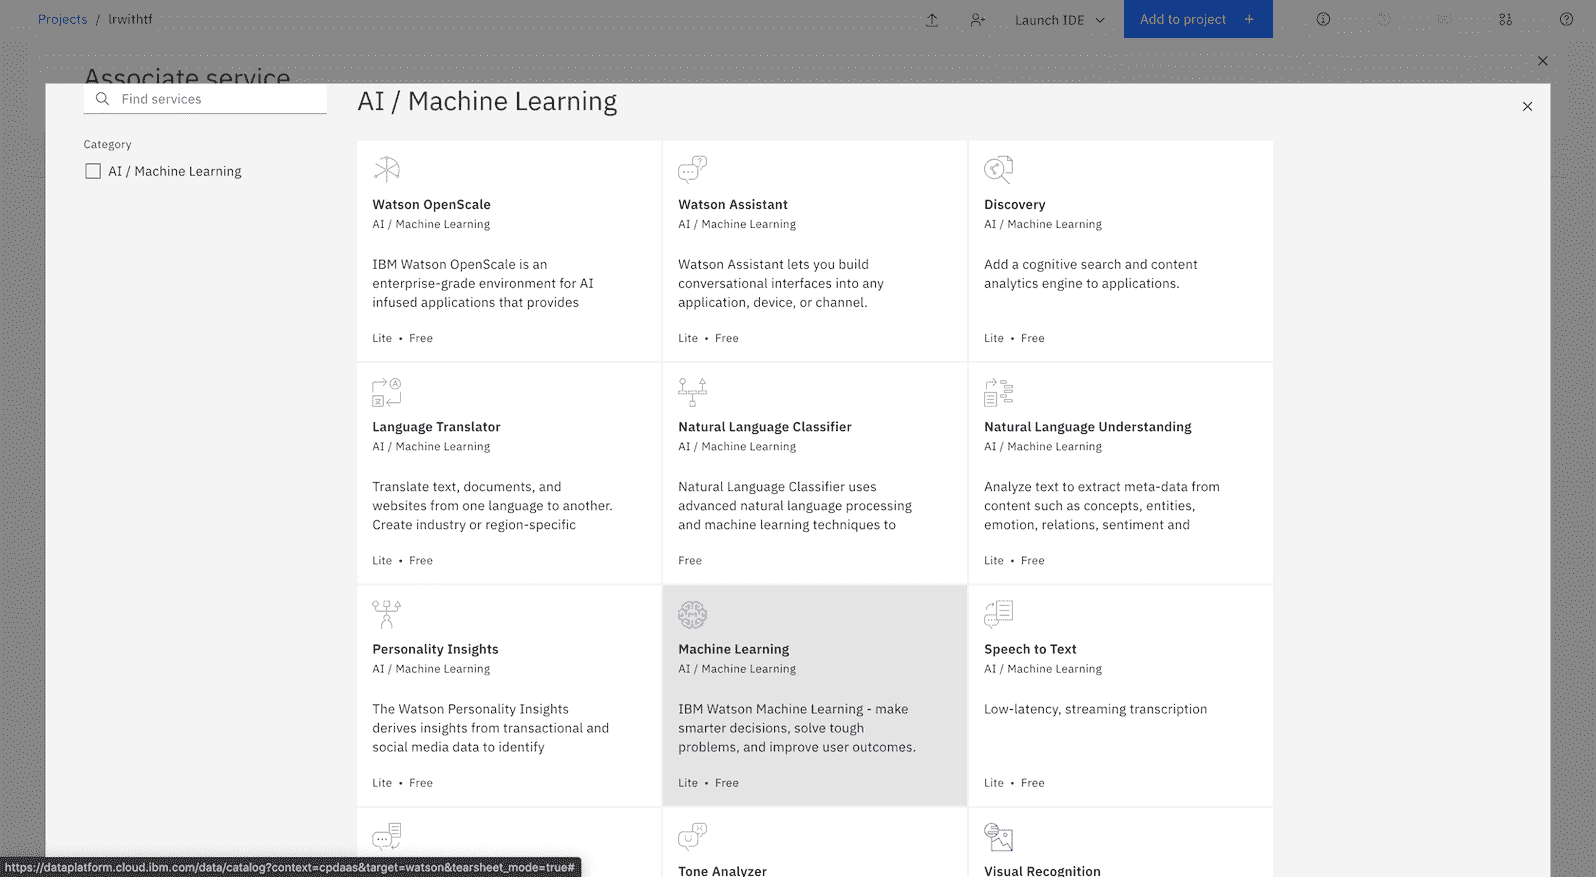 Projects / lrwithtf
Launch IDE
Add to project +
Associate service
Find services
AI / Machine Learning
Category
AI / Machine Learning
Watson OpenScale
AI / Machine Learning
IBM Watson OpenScale is an
enterprise-grade environment for AI
infused applications that provides
Lite • Free
Watson Assistant
AI / Machine Learning
Watson Assistant lets you build
conversational interfaces into any
application, device, or channel.
Lite • Free
Discovery
AI / Machine Learning
Add a cognitive search and content
analytics engine to applications.
Lite • Free
Language Translator
AI / Machine Learning
Translate text, documents, and
websites from one language to another.
Create industry or region-specific
Lite • Free
Natural Language Classifier
AI / Machine Learning
Natural Language Classifier uses
advanced natural language processing
and machine learning techniques to
Free
Natural Language Understanding
AI / Machine Learning
Analyze text to extract meta-data from
content such as concepts, entities,
emotion, relations, sentiment and
Lite • Free
Personality Insights
AI / Machine Learning
The Watson Personality Insights
derives insights from transactional and
social media data to identify
Lite • Free
Machine Learning
AI / Machine Learning
IBM Watson Machine Learning - make
smarter decisions, solve tough
problems, and improve user outcomes.
Lite • Free
Speech to Text
AI / Machine Learning
Low-latency, streaming transcription
Lite • Free
Tone Analyzer
Visual Recognition
https://dataplatform.cloud.ibm.com/data/catalog?context=cpdaas&target=watson&tearsheet_mode=true#